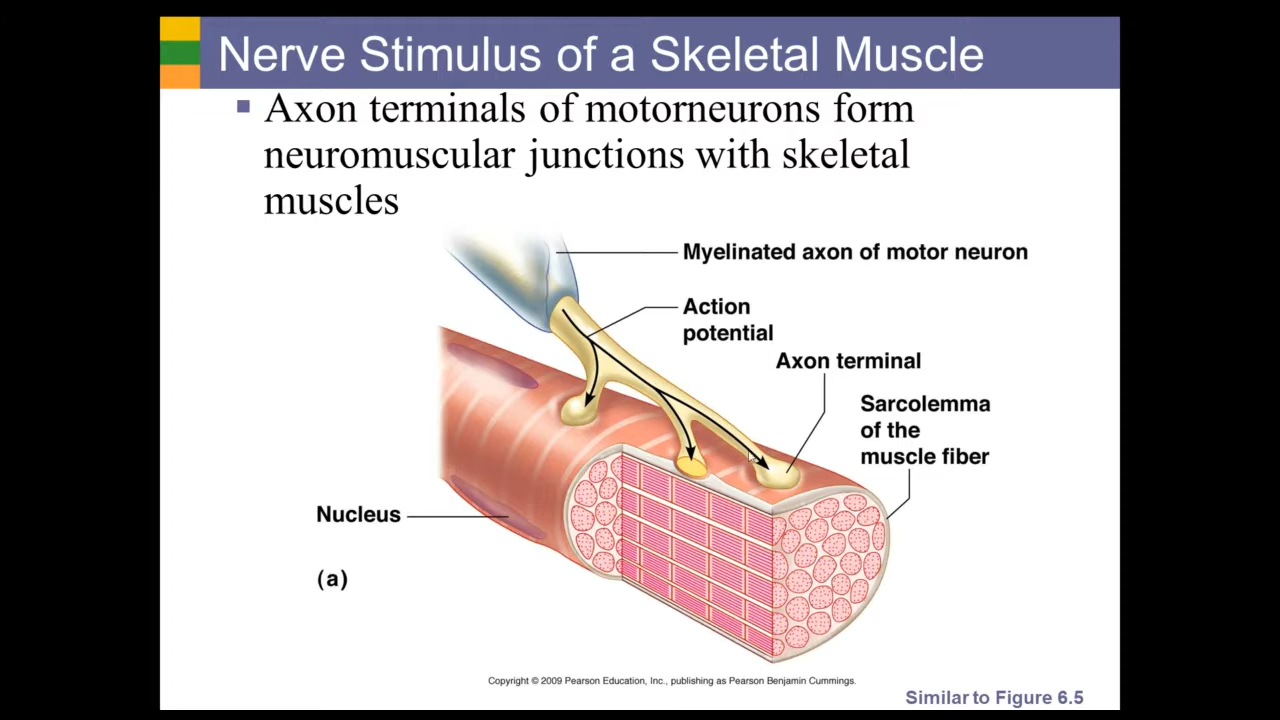 Nerve Stimulus of a Skeletal Muscle
Axon terminals of motorneurons form
neuromuscular junctions with skeletal
muscles
Myelinated axon of motor neuron
Action
potential
Axon terminal
Sarcolemma
of the
muscle fiber
Nucleus
(a)
Copyright © 2009 Pearson Education, Inc., publishing as Pearson Benjamin Cummings.
Similar to Figure 6.5